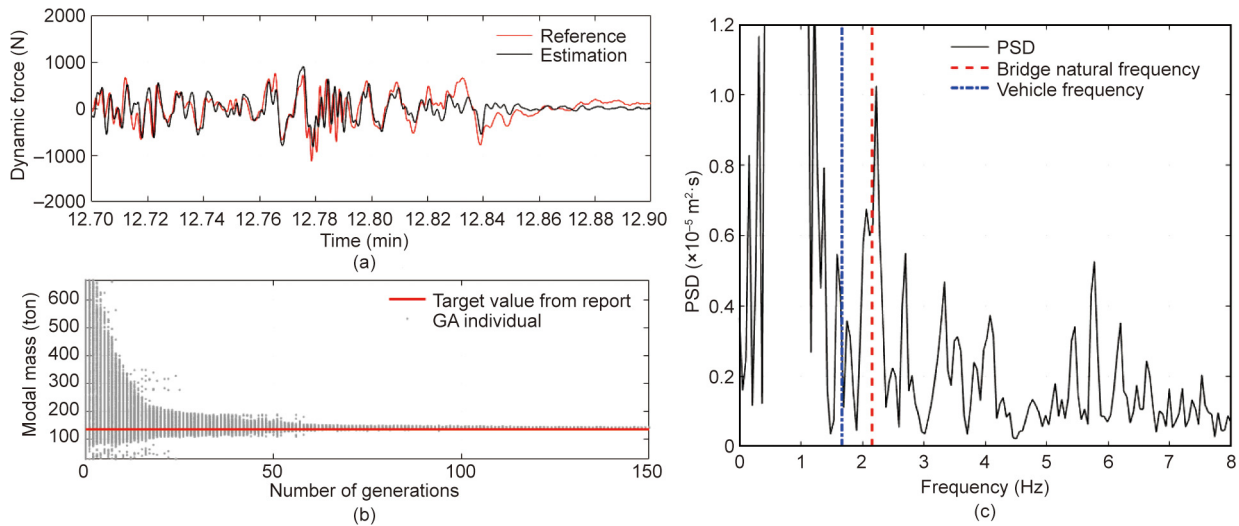 2000
1000
0
–1000
–2000
Dynamic force (N)
Reference
Estimation
12.70 12.72 12.74 12.76 12.78 12.80 12.82 12.84 12.86 12.88 12.90
Time (min)
(a)
600
500
400
300
200
100
Modal mass (ton)
Target value from report
GA individual
0 50 100 150
Number of generations
(b)
1.2
1.0
0.8
0.6
0.4
0.2
0
PSD (×10⁻⁵ m²·s)
PSD
Bridge natural frequency
Vehicle frequency
0 1 2 3 4 5 6 7 8
Frequency (Hz)
(c)